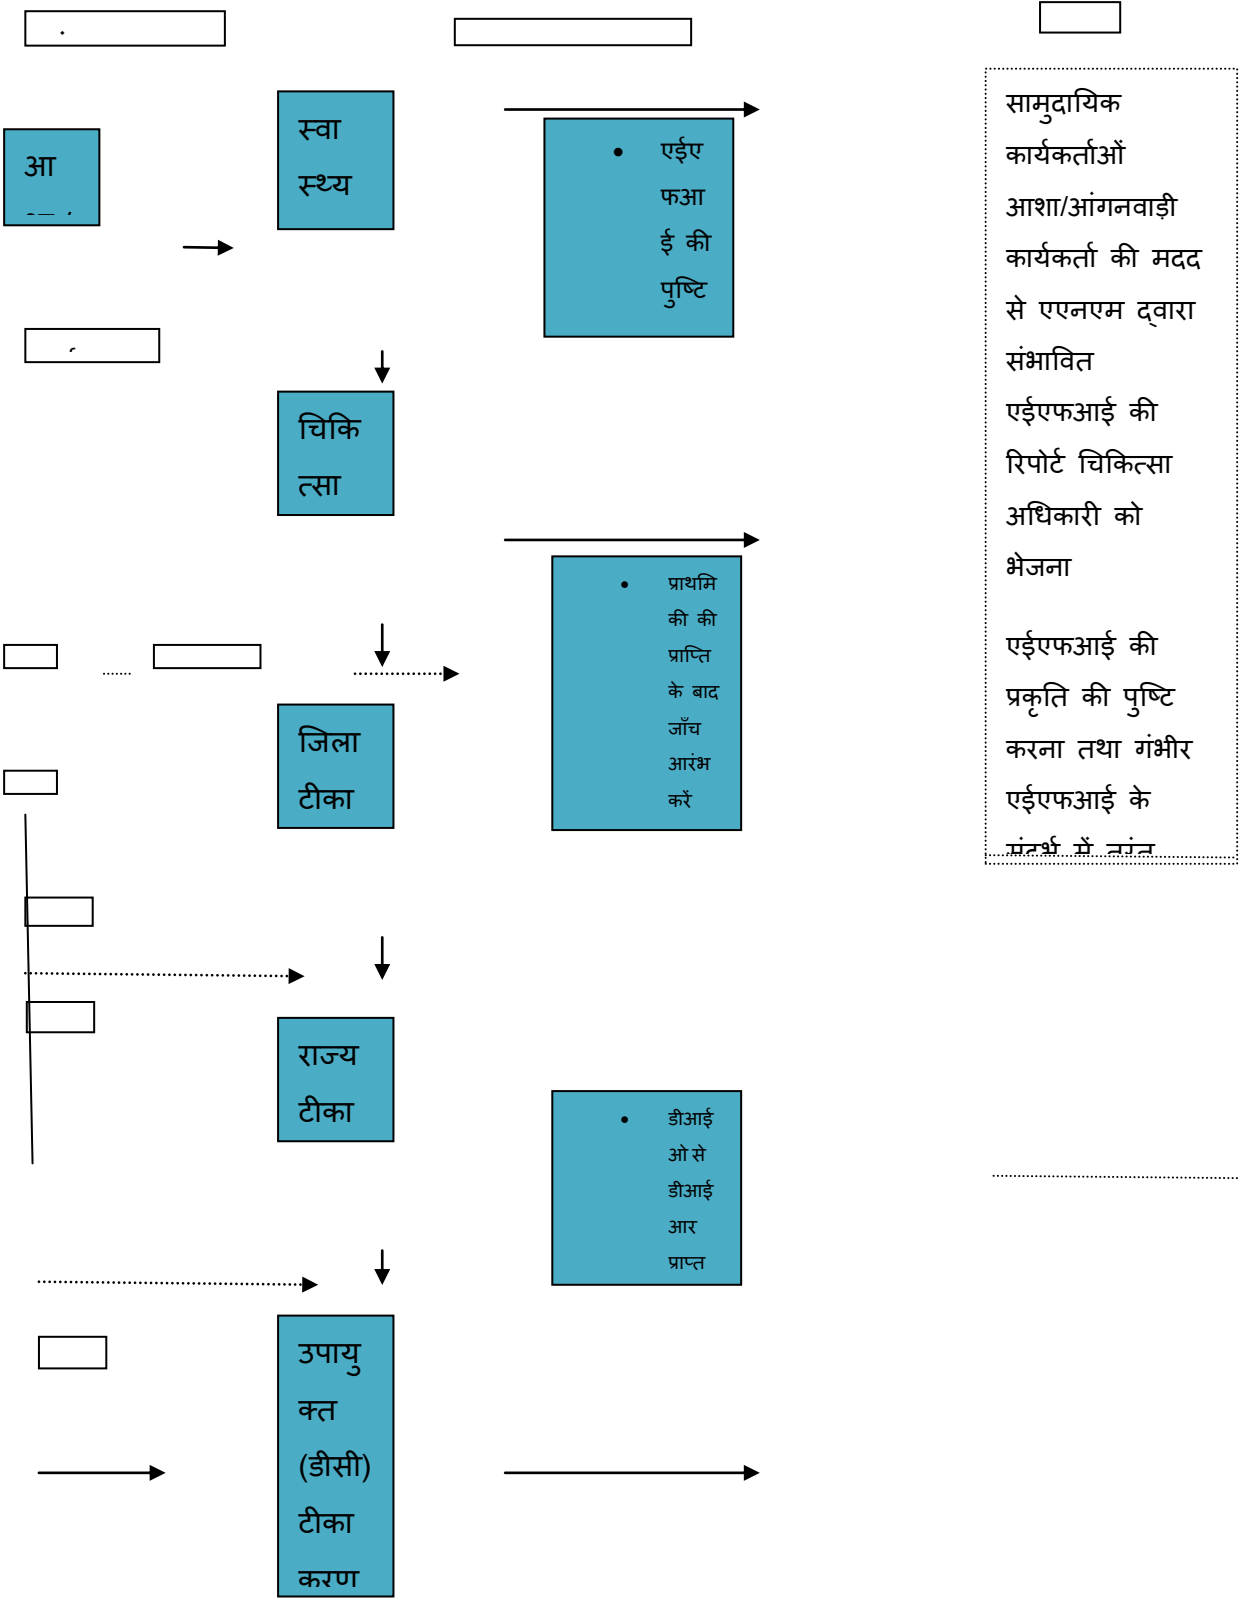 आ
स्वा
स्थ्य
• एईए
फआ
ई की
पुष्टि
चिकि
त्सा
• प्राथमि
की की
प्राप्ति
के बाद
जाँच
आरंभ
करें
जिला
टीका
राज्य
टीका
• डीआई
ओ से
डीआई
आर
प्राप्त
उपायु
क्त
(डीसी)
टीका
करण
सामुदायिक
कार्यकर्ताओं
आशा/आंगनवाड़ी
कार्यकर्ता की मदद
से एएनएम द्वारा
संभावित
एईएफआई की
रिपोर्ट चिकित्सा
अधिकारी को
भेजना
एईएफआई की
प्रकृति की पुष्टि
करना तथा गंभीर
एईएफआई के
संदर्भ में तुरंत